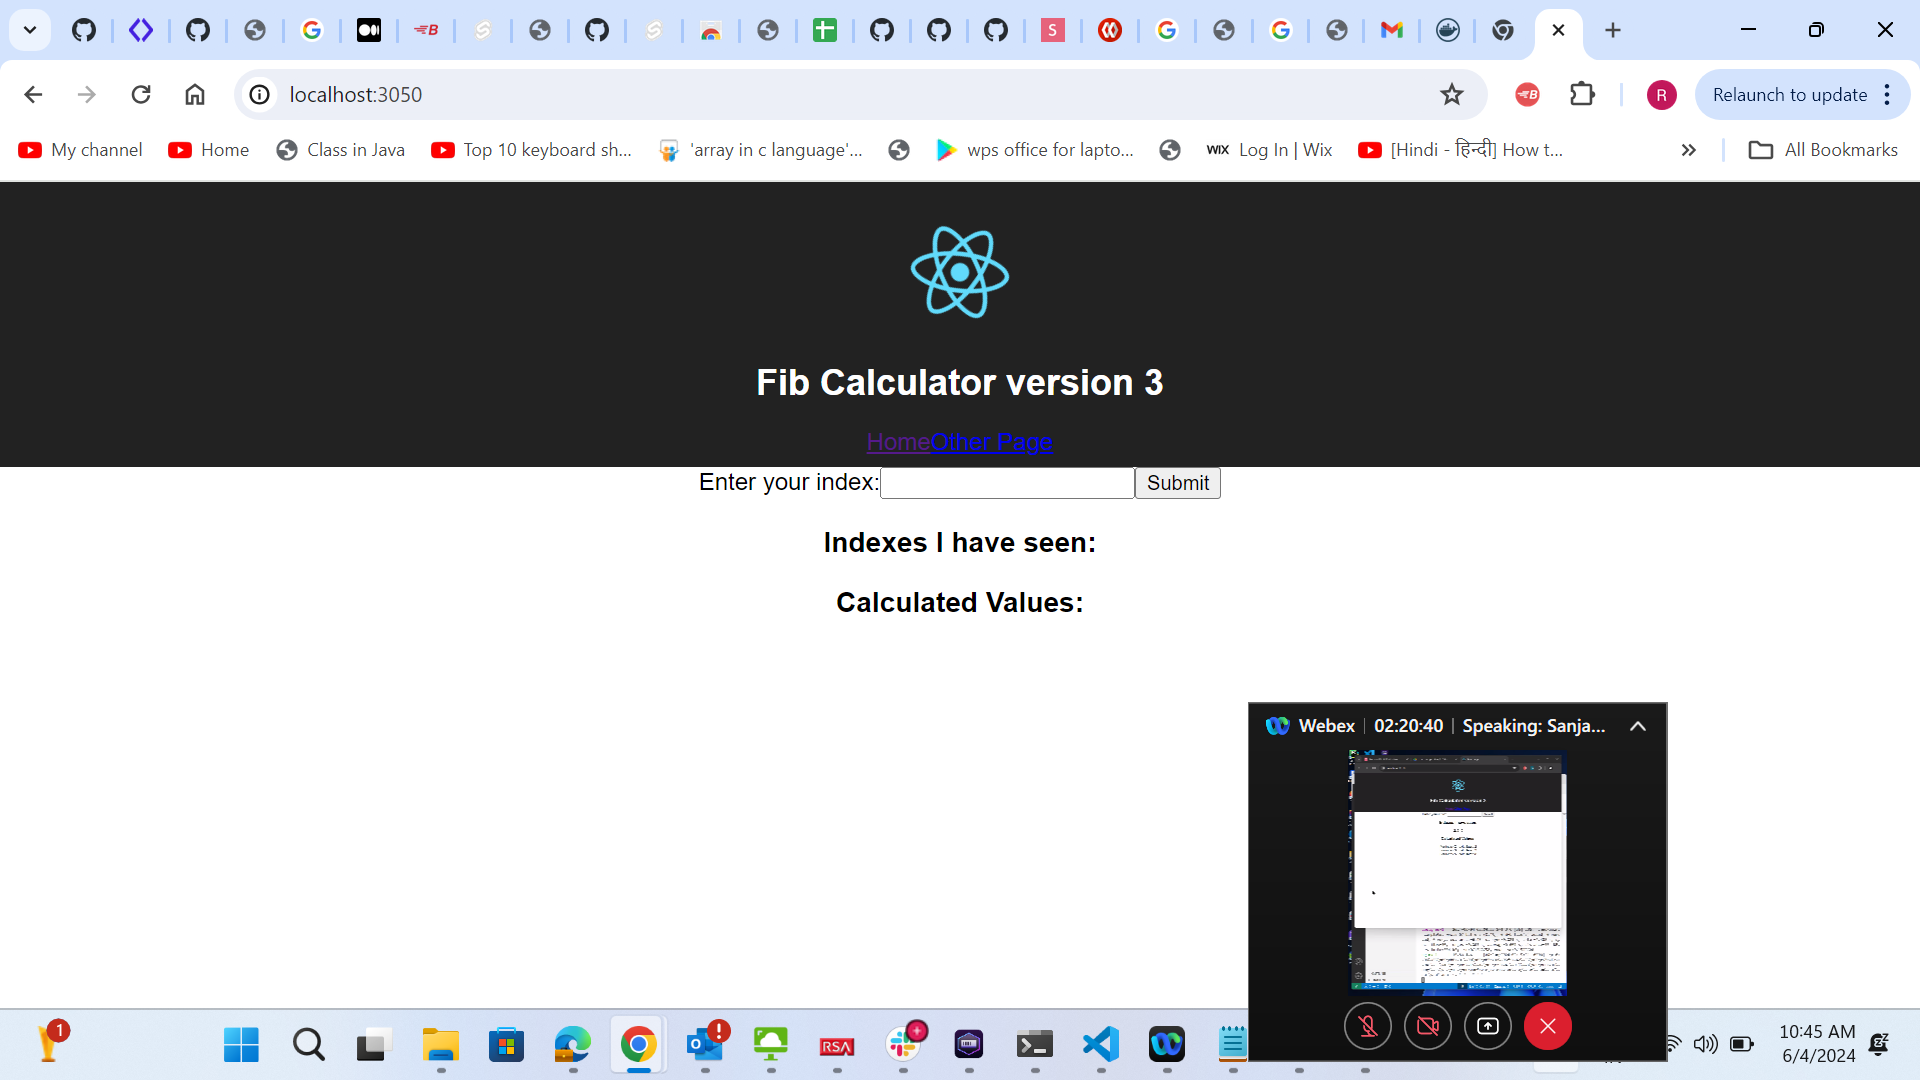 localhost:3050
Relaunch to update
My channel
Home
Class in Java
Top 10 keyboard sh...
'array in c language'...
wps office for lapto...
WIX Log In | Wix
[Hindi - हिन्दी] How t...
All Bookmarks
Fib Calculator version 3
HomeOther Page
Enter your index:
Submit
Indexes I have seen:
Calculated Values:
Webex | 02:20:40 | Speaking: Sanja...
1
RSA
10:45 AM
6/4/2024